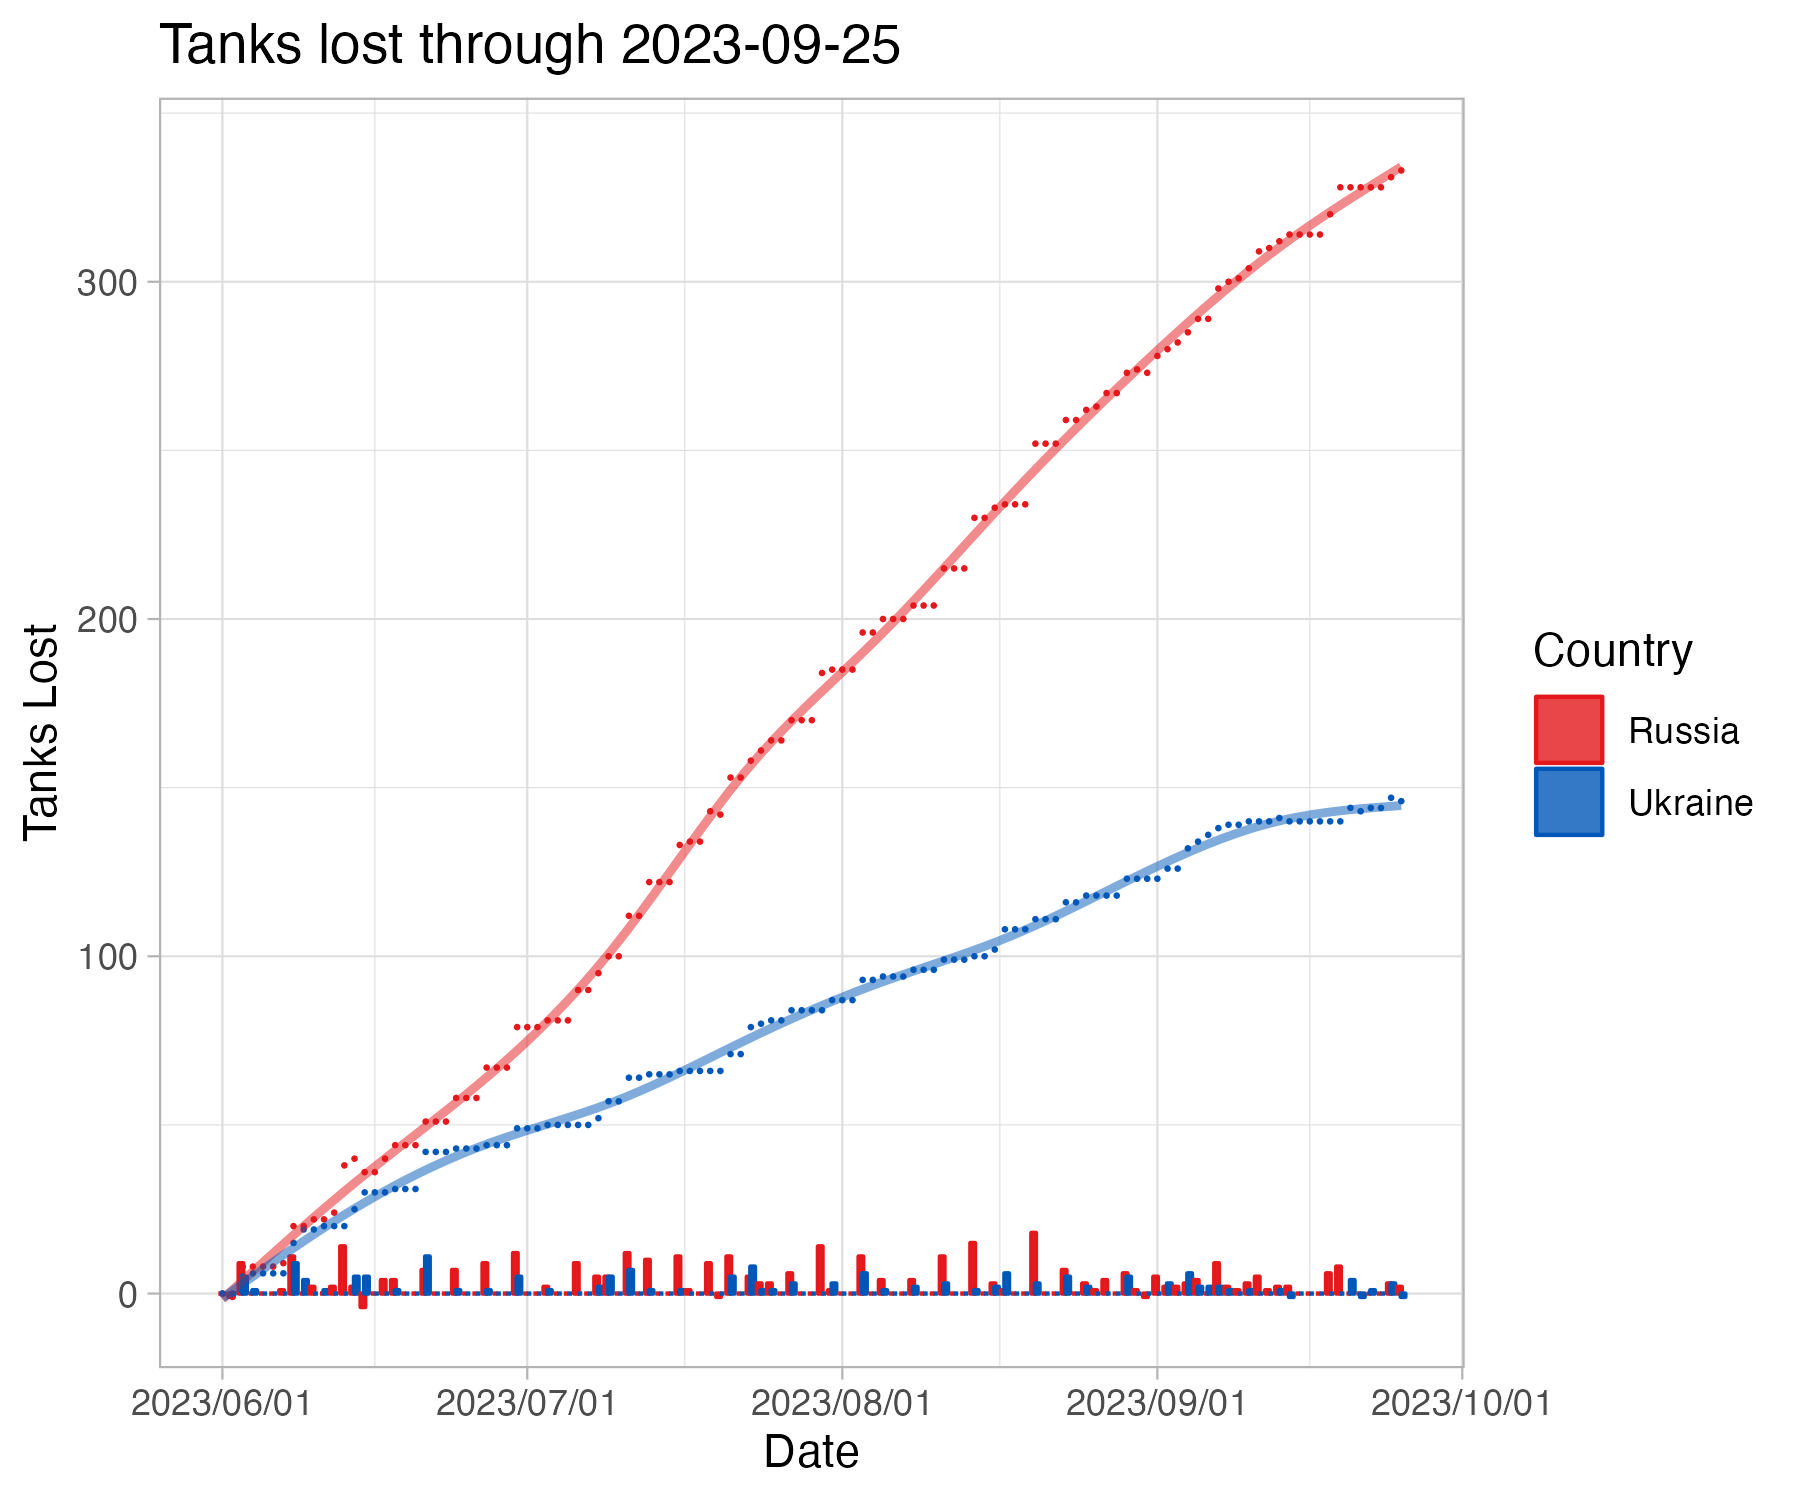 Tanks lost through 2023-09-25
Tanks Lost
300
200
100
0
2023/06/01
2023/07/01
2023/08/01
2023/09/01
2023/10/01
Date
Country
Russia
Ukraine